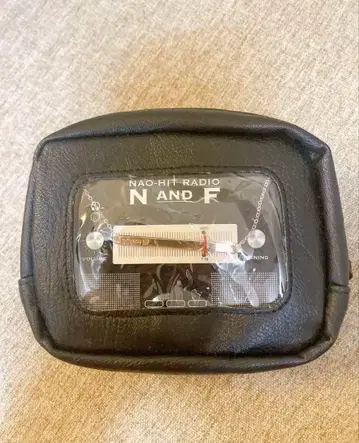 NAO-HIT RADIO
N AND F
VOLUME
TUNING